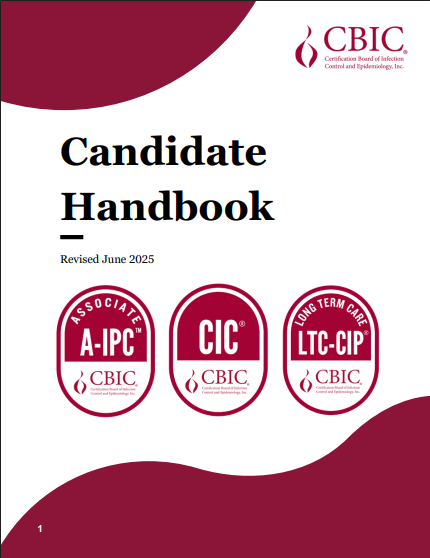 CBIC®
Certification Board of Infection
Control and Epidemiology, Inc.
Candidate
Handbook
Revised June 2025
ASSOCIATE
A-IPC™
CBIC
Certification Board of Infection
Control and Epidemiology, Inc.
CIC®
CBIC
Certification Board of Infection
Control and Epidemiology, Inc.
LONG TERM CARE
LTC-CIP®
CBIC
Certification Board of Infection
Control and Epidemiology, Inc.
1